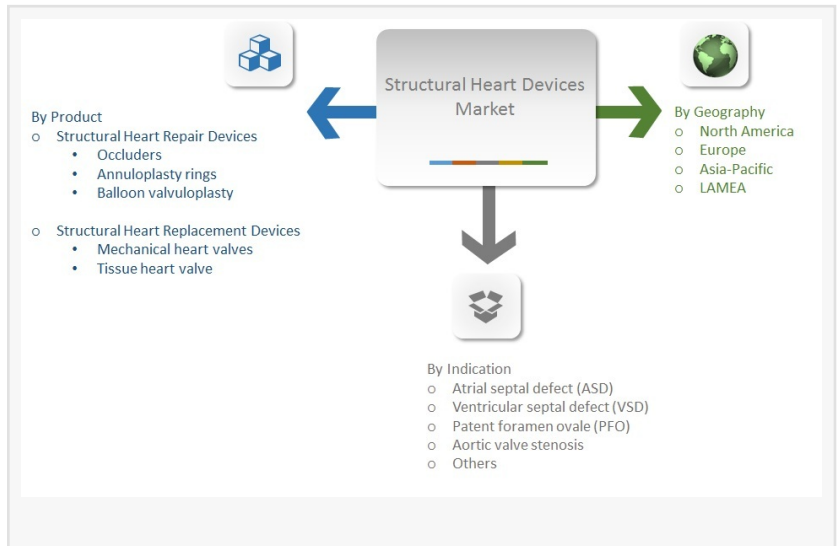 Structural Heart Devices
Market
By Product
o Structural Heart Repair Devices
• Occluders
• Annuloplasty rings
• Balloon valvuloplasty
o Structural Heart Replacement Devices
• Mechanical heart valves
• Tissue heart valve
By Geography
o North America
o Europe
o Asia-Pacific
o LAMEA
By Indication
o Atrial septal defect (ASD)
o Ventricular septal defect (VSD)
o Patent foramen ovale (PFO)
o Aortic valve stenosis
o Others